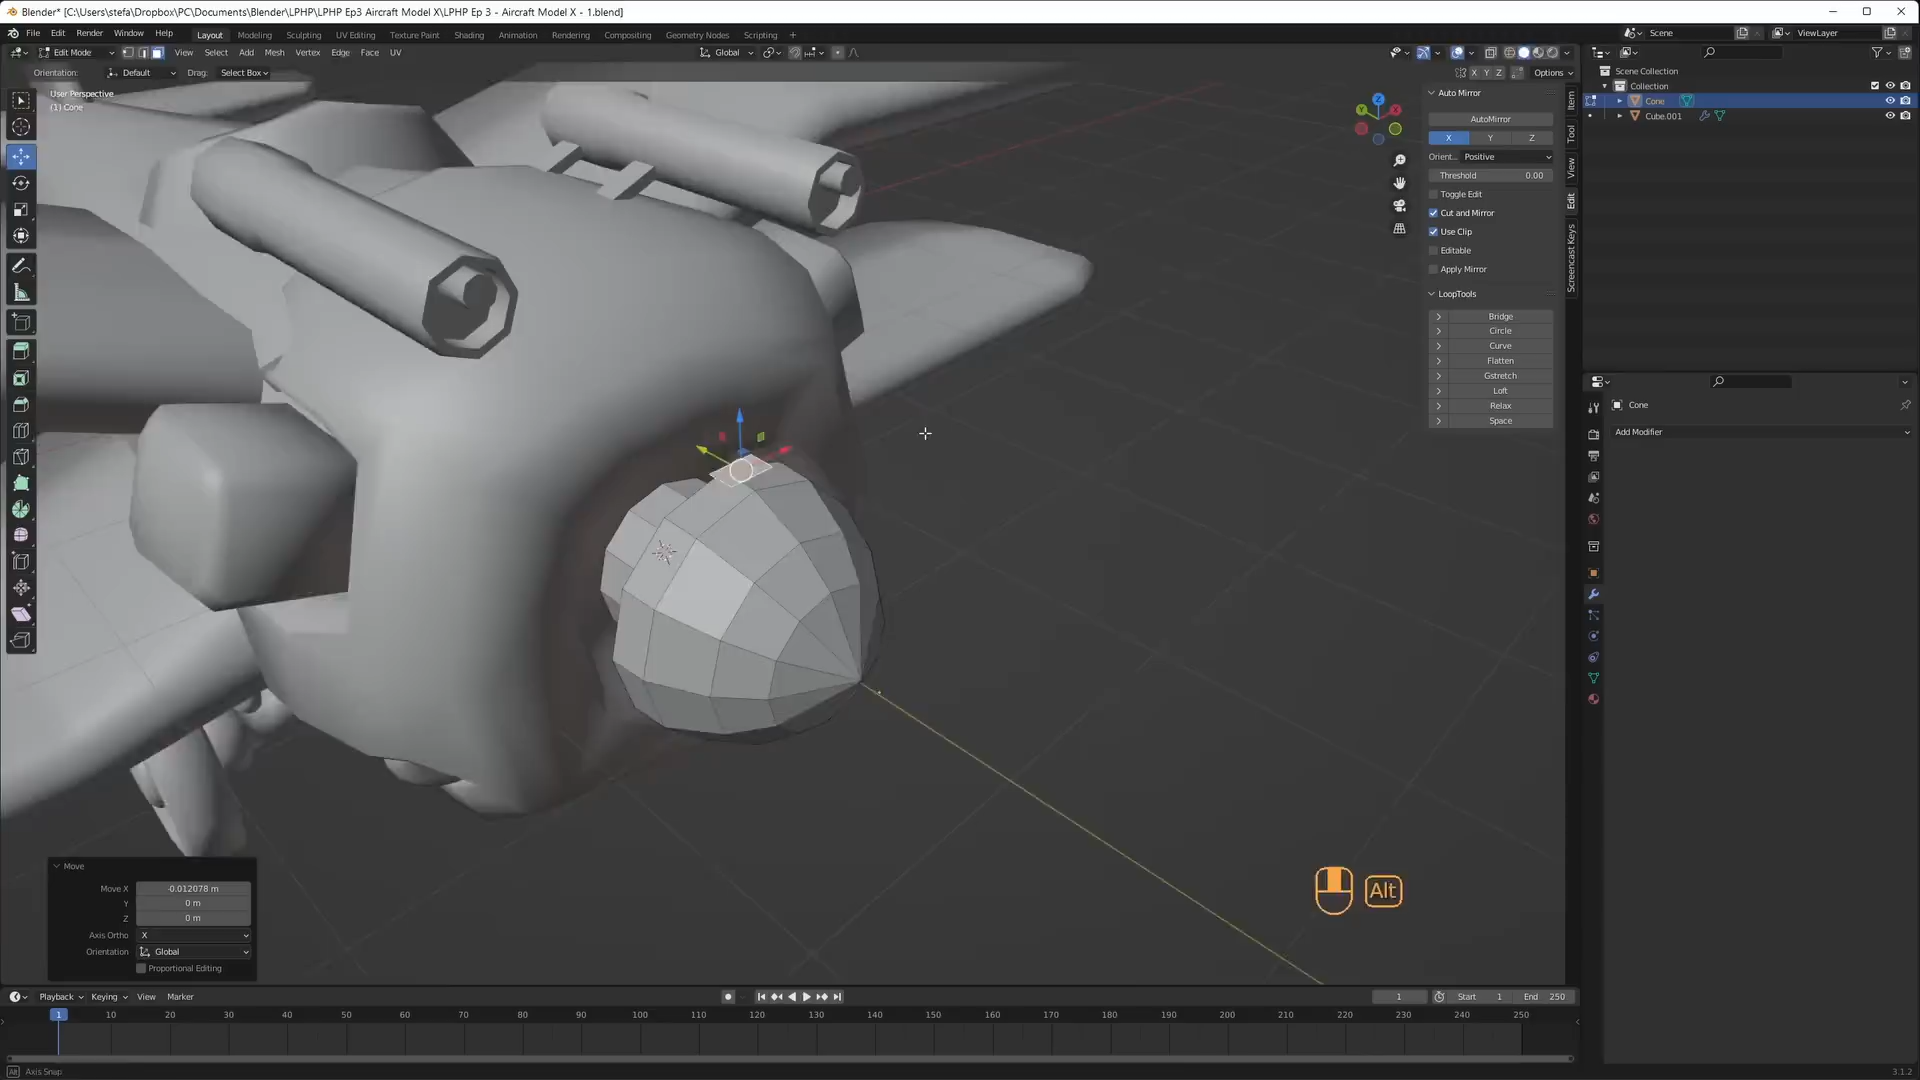 Blender* [C:\Users\stefa\Dropbox\PC\Documents\Blender\LPHP\LPHP Ep3 Aircraft Model X\LPHP Ep 3 - Aircraft Model X - 1.blend]
File Edit Render Window Help Layout Modeling Sculpting UV Editing Texture Paint Shading Animation Rendering Compositing Geometry Nodes Scripting + Scene ViewLayer
Edit Mode View Select Add Mesh Vertex Edge Face UV Global
Orientation: Default Drag: Select Box X Y Z Options
User Perspective
(1) Cone
Scene Collection
Collection
Cone
Cube.001
Auto Mirror
AutoMirror
X Y Z
Orient... Positive
Threshold 0.00
Toggle Edit
Cut and Mirror
Use Clip
Editable
Apply Mirror
LoopTools
Bridge
Circle
Curve
Flatten
Gstretch
Loft
Relax
Space
Item
Tool
View
Edit
Screencast Keys
Cone
Add Modifier
Move
Move X -0.012078 m
Y 0 m
Z 0 m
Axis Ortho X
Orientation Global
Proportional Editing
Alt
Playback Keying View Marker 1 Start 1 End 250
1 10 20 30 40 50 60 70 80 90 100 110 120 130 140 150 160 170 180 190 200 210 220 230 240 250
Alt Axis Snap 3.1.2